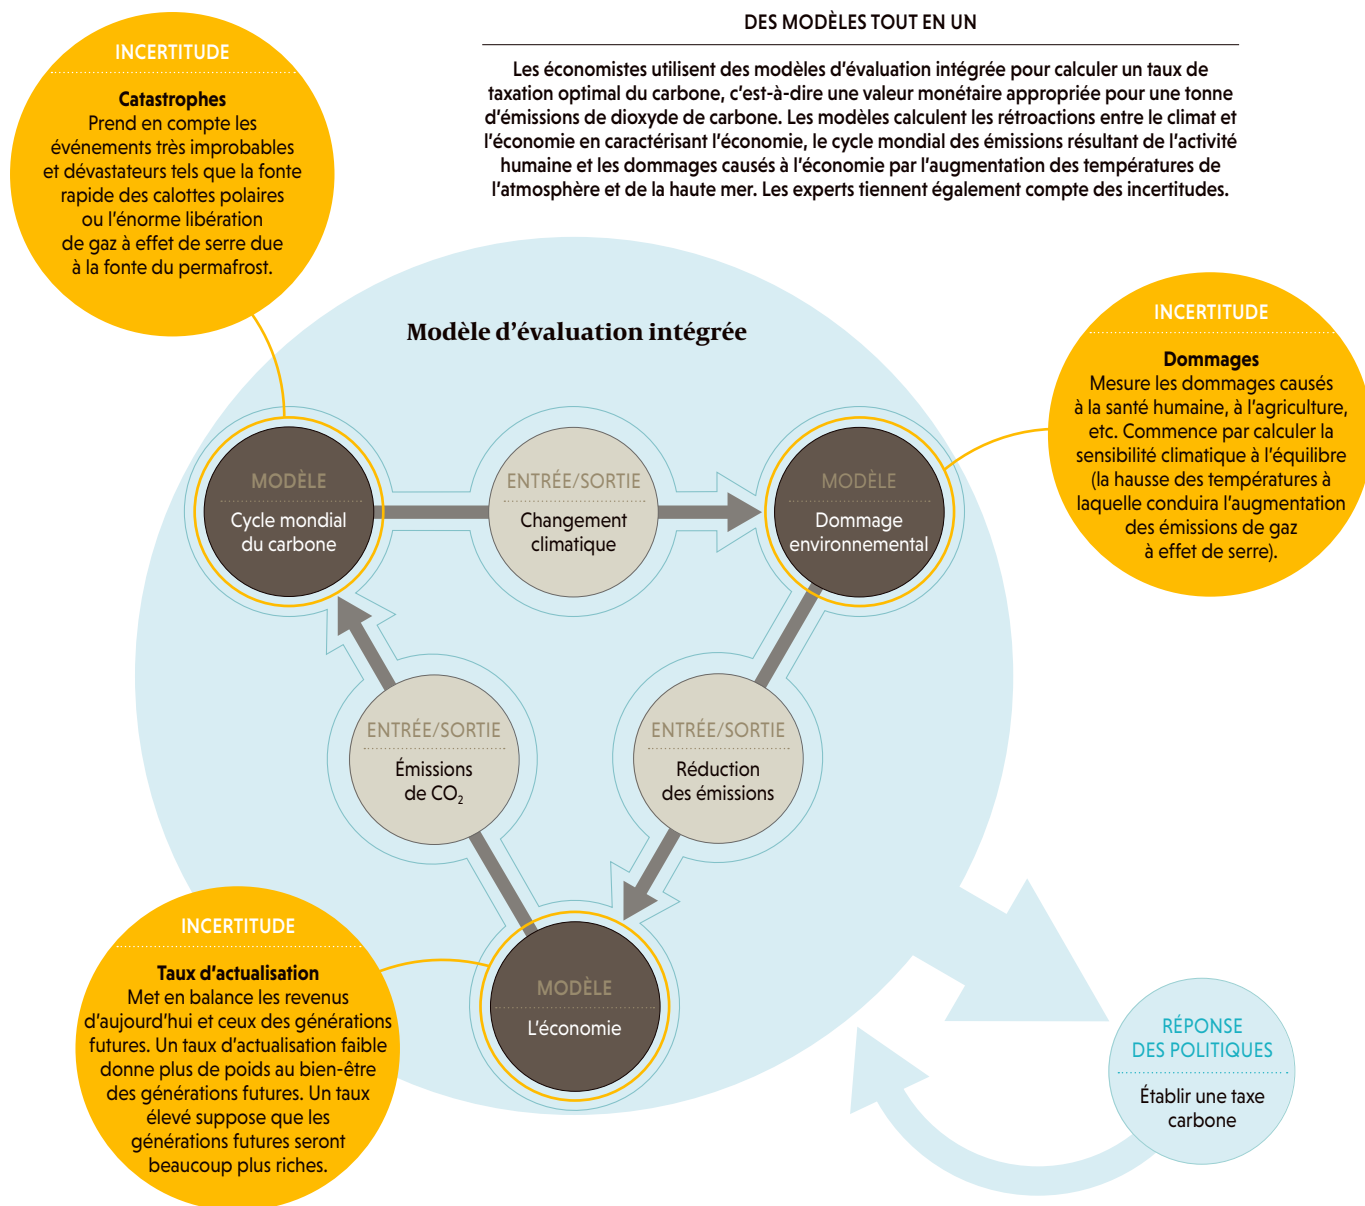 DES MODÈLES TOUT EN UN
Les économistes utilisent des modèles d'évaluation intégrée pour calculer un taux de
taxation optimal du carbone, c'est-à-dire une valeur monétaire appropriée pour une tonne
d'émissions de dioxyde de carbone. Les modèles calculent les rétroactions entre le climat et
l'économie en caractérisant l'économie, le cycle mondial des émissions résultant de l'activité
humaine et les dommages causés à l'économie par l'augmentation des températures de
l'atmosphère et de la haute mer. Les experts tiennent également compte des incertitudes.
INCERTITUDE
Catastrophes
Prend en compte les
événements très improbables
et dévastateurs tels que la fonte
rapide des calottes polaires
ou l'énorme libération
de gaz à effet de serre due
à la fonte du permafrost.
Modèle d'évaluation intégrée
INCERTITUDE
Dommages
Mesure les dommages causés
à la santé humaine, à l'agriculture,
etc. Commence par calculer la
sensibilité climatique à l'équilibre
(la hausse des températures à
laquelle conduira l'augmentation
des émissions de gaz
à effet de serre).
MODÈLE
Cycle mondial
du carbone
ENTRÉE/SORTIE
Changement
climatique
MODÈLE
Dommage
environnemental
ENTRÉE/SORTIE
Émissions
de CO₂
ENTRÉE/SORTIE
Réduction
des émissions
INCERTITUDE
Taux d'actualisation
Met en balance les revenus
d'aujourd'hui et ceux des générations
futures. Un taux d'actualisation faible
donne plus de poids au bien-être
des générations futures. Un taux
élevé suppose que les
générations futures seront
beaucoup plus riches.
MODÈLE
L'économie
RÉPONSE
DES POLITIQUES
Établir une taxe
carbone